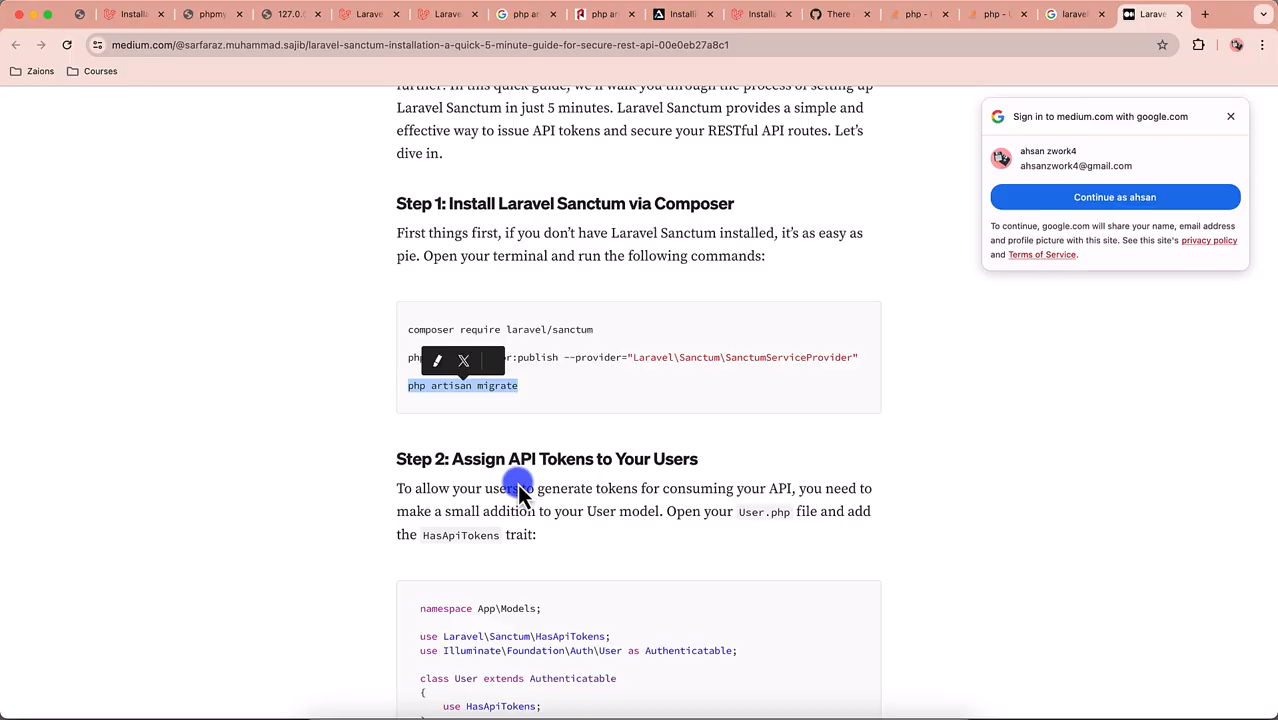 Installa
phpmy
127.0.0
Larave
Larave
php ar
php ar
Installi
Installe
There i
php - 
php - L
laravel
Larave
medium.com/@sarfaraz.muhammad.sajib/laravel-sanctum-installation-a-quick-5-minute-guide-for-secure-rest-api-00e0eb27a8c1
Zaions
Courses
further! In this quick guide, we'll walk you through the process of setting up
Laravel Sanctum in just 5 minutes. Laravel Sanctum provides a simple and
effective way to issue API tokens and secure your RESTful API routes. Let's
dive in.
Sign in to medium.com with google.com
ahsan zwork4
ahsanzwork4@gmail.com
Continue as ahsan
To continue, google.com will share your name, email address
and profile picture with this site. See this site's privacy policy
and Terms of Service.
Step 1: Install Laravel Sanctum via Composer
First things first, if you don't have Laravel Sanctum installed, it's as easy as
pie. Open your terminal and run the following commands:
composer require laravel/sanctum
php or:publish --provider="Laravel\Sanctum\SanctumServiceProvider"
php artisan migrate
Step 2: Assign API Tokens to Your Users
To allow your users to generate tokens for consuming your API, you need to
make a small addition to your User model. Open your User.php file and add
the HasApiTokens trait:
namespace App\Models;
use Laravel\Sanctum\HasApiTokens;
use Illuminate\Foundation\Auth\User as Authenticatable;
class User extends Authenticatable
{
use HasApiTokens;